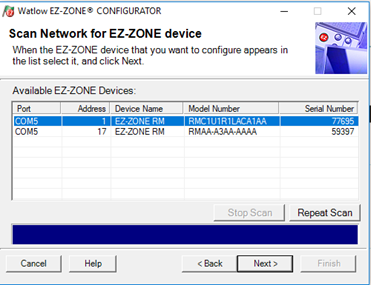 Watlow EZ-ZONE® CONFIGURATOR
Scan Network for EZ-ZONE device
When the EZ-ZONE device that you want to configure appears in
the list select it, and click Next.
Available EZ-ZONE Devices:
Port Address Device Name Model Number Serial Number
COM5 1 EZ-ZONE RM RMC1U1R1LACA1AA 77695
COM5 17 EZ-ZONE RM RMAA-A3AA-AAAA 59397
Stop Scan Repeat Scan
Cancel Help < Back Next > Finish